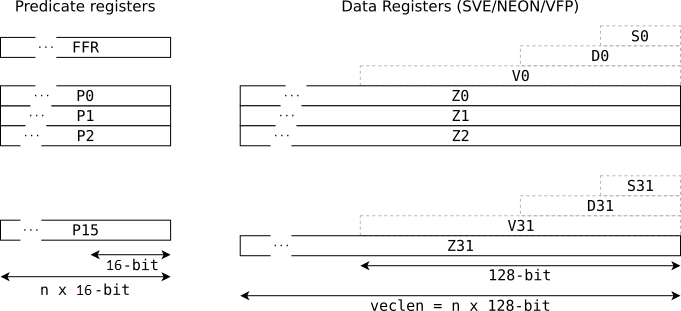 Predicate registers
Data Registers (SVE/NEON/VFP)
... FFR
S0
D0
V0
... P0
... P1
... P2
... Z0
... Z1
... Z2
S31
D31
V31
... P15
... Z31
16-bit
n x 16-bit
128-bit
veclen = n x 128-bit